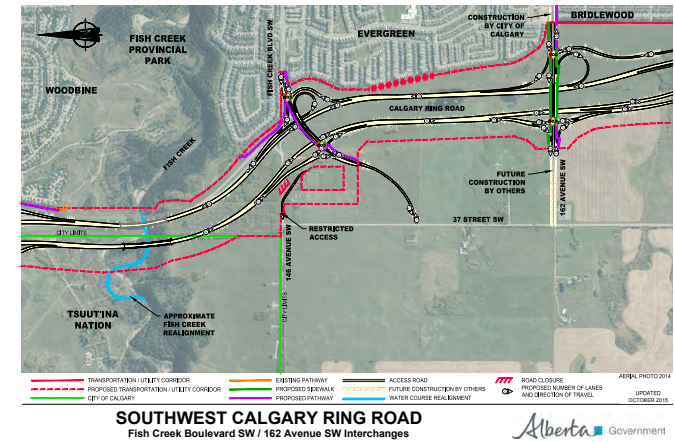 CONSTRUCTION
BY CITY OF
CALGARY
BRIDLEWOOD
FISH CREEK
PROVINCIAL
PARK
FISH CREEK BLVD SW
EVERGREEN
WOODBINE
CALGARY RING ROAD
FISH CREEK
FUTURE
CONSTRUCTION
BY OTHERS
162 AVENUE SW
37 STREET SW
RESTRICTED
ACCESS
CITY LIMITS
146 AVENUE SW
CITY LIMITS
TSUUT'INA
NATION
APPROXIMATE
FISH CREEK
REALIGNMENT
AERIAL PHOTO 2014
TRANSPORTATION / UTILITY CORRIDOR
EXISTING PATHWAY
ACCESS ROAD
ROAD CLOSURE
PROPOSED TRANSPORTATION / UTILITY CORRIDOR
PROPOSED SIDEWALK
FUTURE CONSTRUCTION BY OTHERS
PROPOSED NUMBER OF LANES
AND DIRECTION OF TRAVEL
CITY OF CALGARY
PROPOSED PATHWAY
WATER COURSE REALIGNMENT
UPDATED
OCTOBER 2015
SOUTHWEST CALGARY RING ROAD
Fish Creek Boulevard SW / 162 Avenue SW Interchanges
Alberta Government